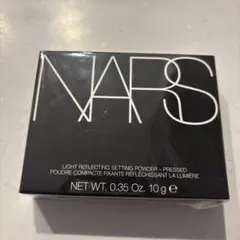 NARS
LIGHT REFLECTING SETTING POWDER - PRESSED
POUDRE COMPACTE FIXANTE RÉFLÉCHISSANT LA LUMIÈRE
NET WT. 0.35 Oz. 10 g ℮